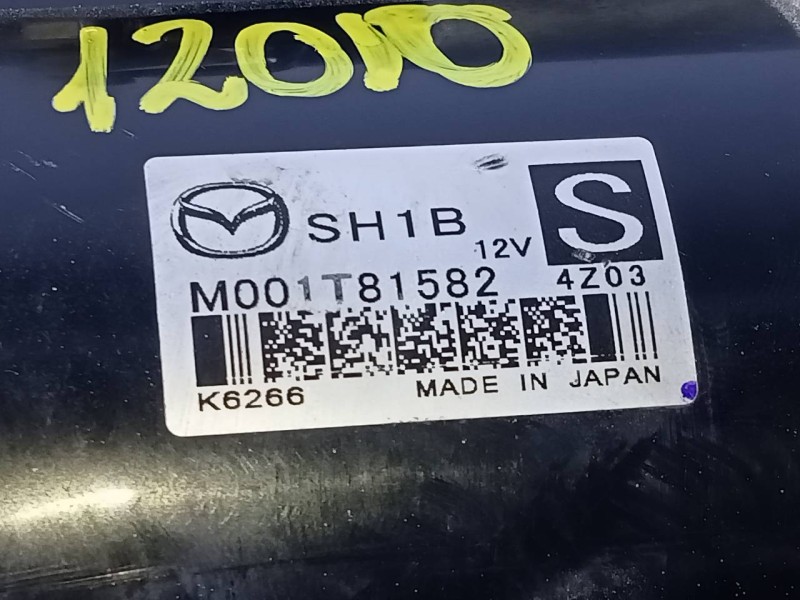 12010
SH1B
12V
S
M001T81582
4Z03
K6266
MADE IN JAPAN